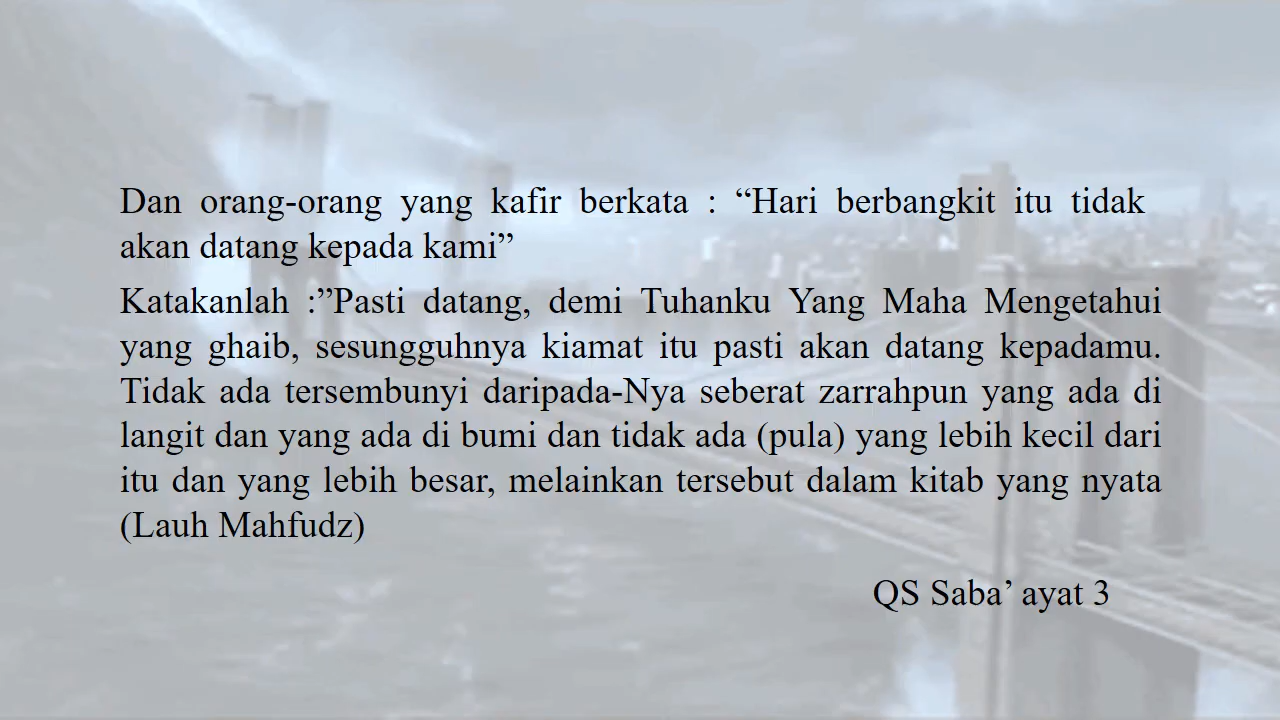 Dan orang-orang yang kafir berkata : “Hari berbangkit itu tidak
akan datang kepada kami”
Katakanlah :”Pasti datang, demi Tuhanku Yang Maha Mengetahui
yang ghaib, sesungguhnya kiamat itu pasti akan datang kepadamu.
Tidak ada tersembunyi daripada-Nya seberat zarrahpun yang ada di
langit dan yang ada di bumi dan tidak ada (pula) yang lebih kecil dari
itu dan yang lebih besar, melainkan tersebut dalam kitab yang nyata
(Lauh Mahfudz)
QS Saba’ ayat 3